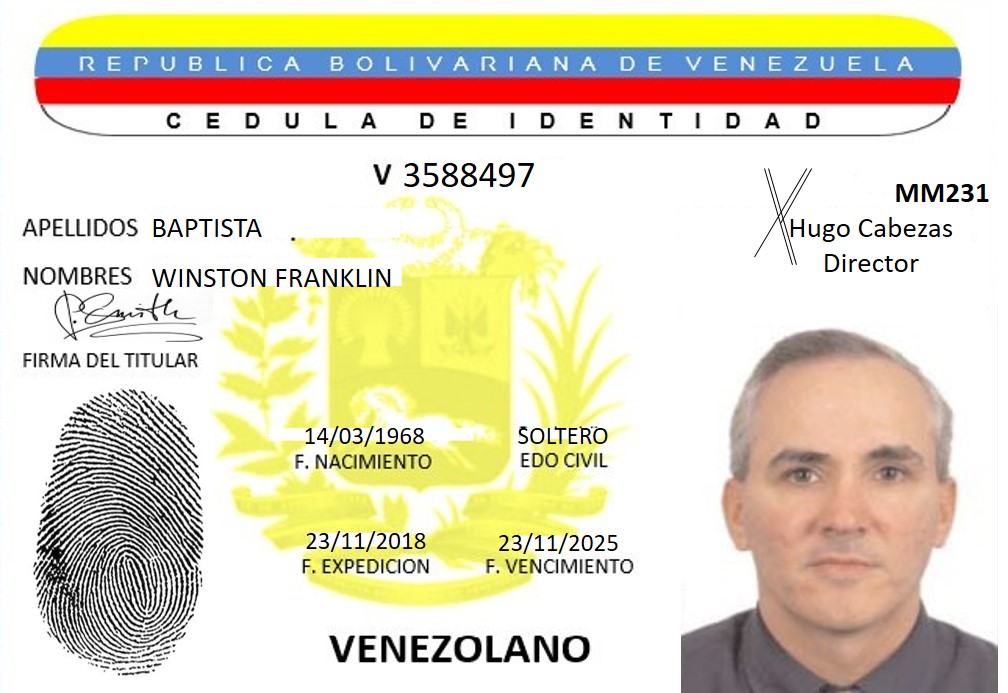 REPUBLICA BOLIVARIANA DE VENEZUELA
CEDULA DE IDENTIDAD
V 3588497
MM231
APELLIDOS BAPTISTA .
Hugo Cabezas
Director
NOMBRES WINSTON FRANKLIN
P. Smith
FIRMA DEL TITULAR
14/03/1968
F. NACIMIENTO
SOLTERO
EDO CIVIL
23/11/2018
F. EXPEDICION
23/11/2025
F. VENCIMIENTO
VENEZOLANO